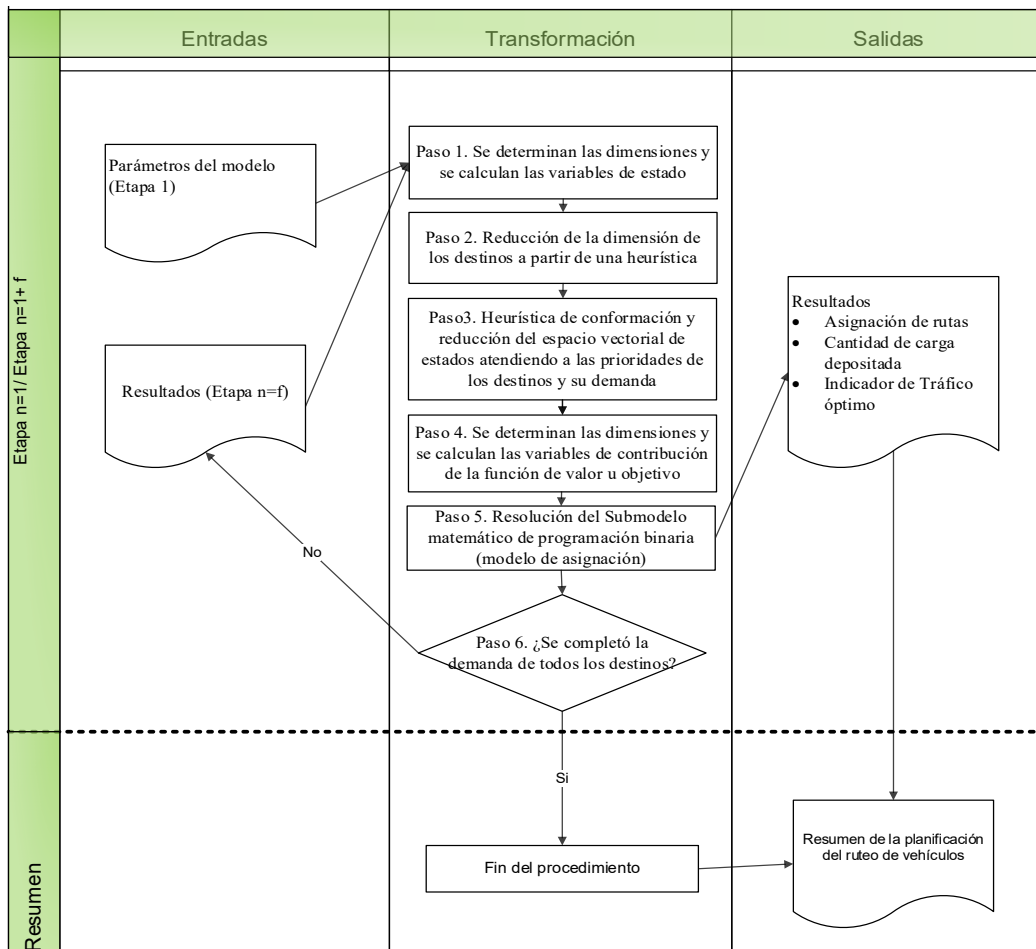 Entradas
Transformación
Salidas
Etapa n=1/ Etapa n=1+ f
Parámetros del modelo
(Etapa 1)
Resultados (Etapa n=f)
Paso 1. Se determinan las dimensiones y
se calculan las variables de estado
Paso 2. Reducción de la dimensión de
los destinos a partir de una heurística
Paso3. Heurística de conformación y
reducción del espacio vectorial de
estados atendiendo a las prioridades de
los destinos y su demanda
Paso 4. Se determinan las dimensiones y
se calculan las variables de contribución
de la función de valor u objetivo
Paso 5. Resolución del Submodelo
matemático de programación binaria
(modelo de asignación)
Resultados
• Asignación de rutas
• Cantidad de carga
depositada
• Indicador de Tráfico
óptimo
No
Paso 6. ¿Se completó la
demanda de todos los destinos?
Si
Resumen
Fin del procedimiento
Resumen de la planificación
del ruteo de vehículos